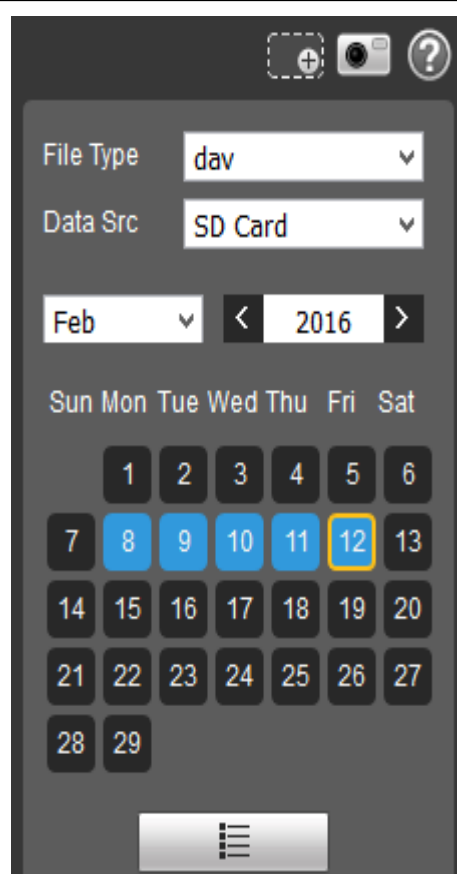 ?
File Type dav
Data Src SD Card
Feb 2016
Sun Mon Tue Wed Thu Fri Sat
1 2 3 4 5 6
7 8 9 10 11 12 13
14 15 16 17 18 19 20
21 22 23 24 25 26 27
28 29